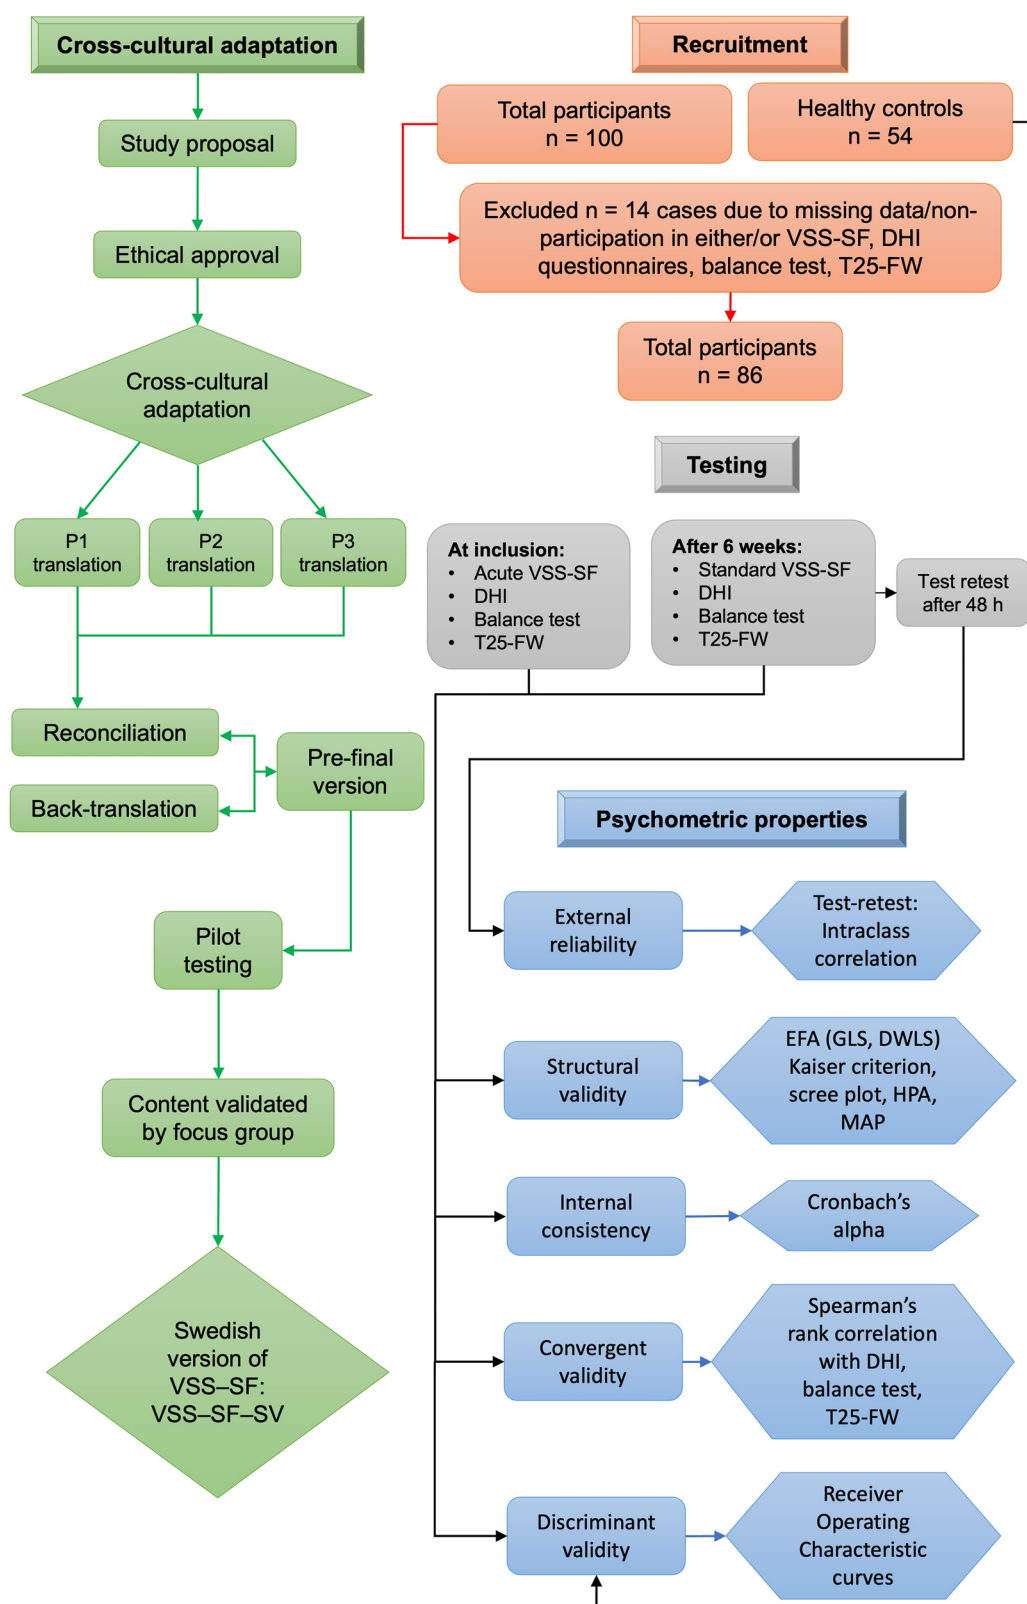 Cross-cultural adaptation
Study proposal
Ethical approval
Cross-cultural
adaptation
P1
translation
P2
translation
P3
translation
Reconciliation
Back-translation
Pre-final
version
Pilot
testing
Content validated
by focus group
Swedish
version of
VSS–SF:
VSS–SF–SV
Recruitment
Total participants
n = 100
Healthy controls
n = 54
Excluded n = 14 cases due to missing data/non-
participation in either/or VSS-SF, DHI
questionnaires, balance test, T25-FW
Total participants
n = 86
Testing
At inclusion:
• Acute VSS-SF
• DHI
• Balance test
• T25-FW
After 6 weeks:
• Standard VSS-SF
• DHI
• Balance test
• T25-FW
Test retest
after 48 h
Psychometric properties
External
reliability
Test-retest:
Intraclass
correlation
Structural
validity
EFA (GLS, DWLS)
Kaiser criterion,
scree plot, HPA,
MAP
Internal
consistency
Cronbach’s
alpha
Convergent
validity
Spearman’s
rank correlation
with DHI,
balance test,
T25-FW
Discriminant
validity
Receiver
Operating
Characteristic
curves